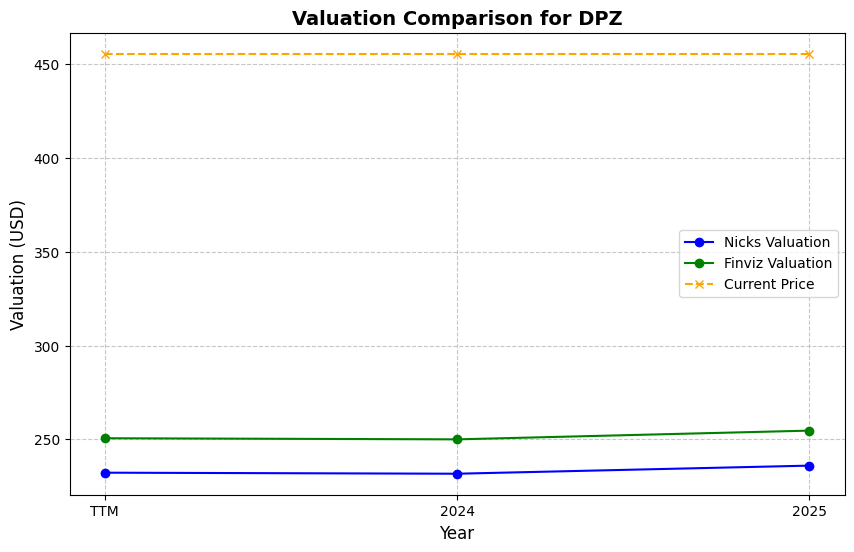 Valuation Comparison for DPZ
Valuation (USD)
450
400
350
300
250
Nicks Valuation
Finviz Valuation
Current Price
TTM
2024
2025
Year